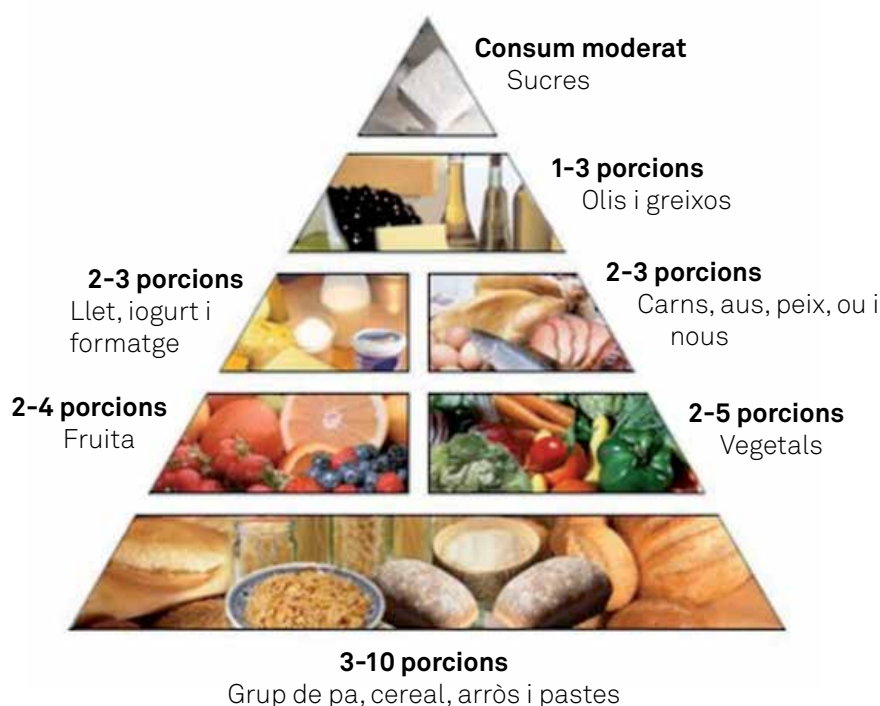 Consum moderat
Sucres
1-3 porcions
Olis i greixos
2-3 porcions
Llet, iogurt i
formatge
2-3 porcions
Carns, aus, peix, ou i
nous
2-4 porcions
Fruita
2-5 porcions
Vegetals
3-10 porcions
Grup de pa, cereal, arròs i pastes